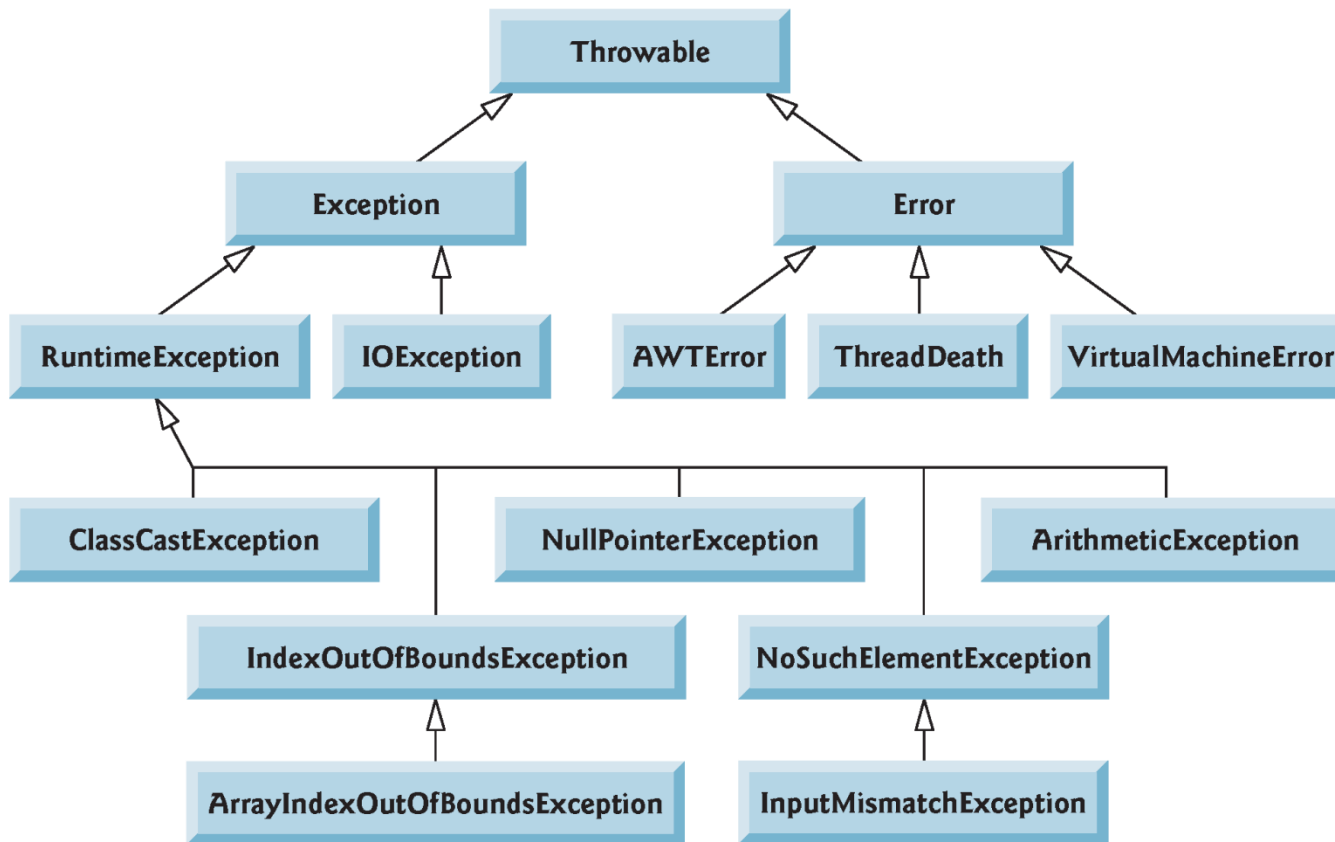 Throwable
Exception
Error
RuntimeException
IOException
AWTError
ThreadDeath
VirtualMachineError
ClassCastException
NullPointerException
ArithmeticException
IndexOutOfBoundsException
NoSuchElementException
ArrayIndexOutOfBoundsException
InputMismatchException